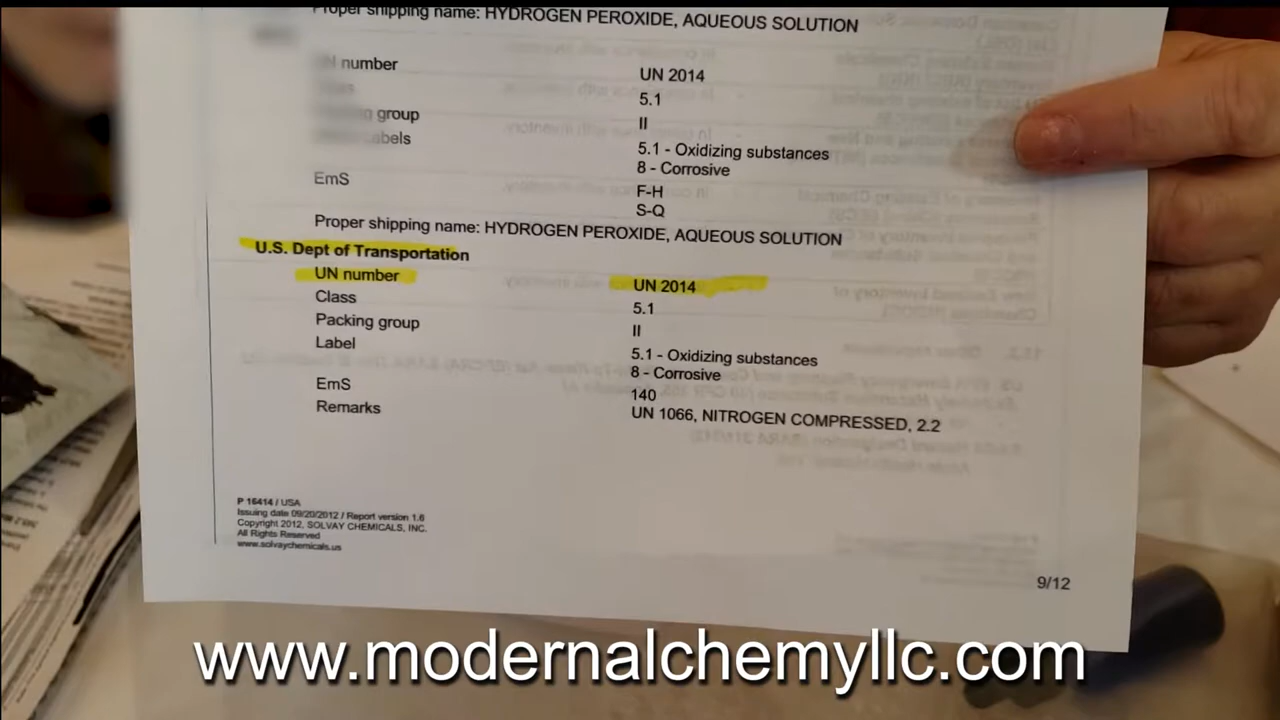 Proper shipping name: HYDROGEN PEROXIDE, AQUEOUS SOLUTION
number UN 2014
5.1
group II
5.1 - Oxidizing substances
8 - Corrosive
EmS F-H
S-Q
Proper shipping name: HYDROGEN PEROXIDE, AQUEOUS SOLUTION
U.S. Dept of Transportation
UN number UN 2014
Class 5.1
Packing group II
Label 5.1 - Oxidizing substances
8 - Corrosive
EmS 140
Remarks UN 1066, NITROGEN COMPRESSED, 2.2
P 16414 / USA
Issuing date 09/20/2012 / Report version 1.6
Copyright 2012, SOLVAY CHEMICALS, INC.
All Rights Reserved
www.solvaychemicals.us
9/12
www.modernalchemyllc.com